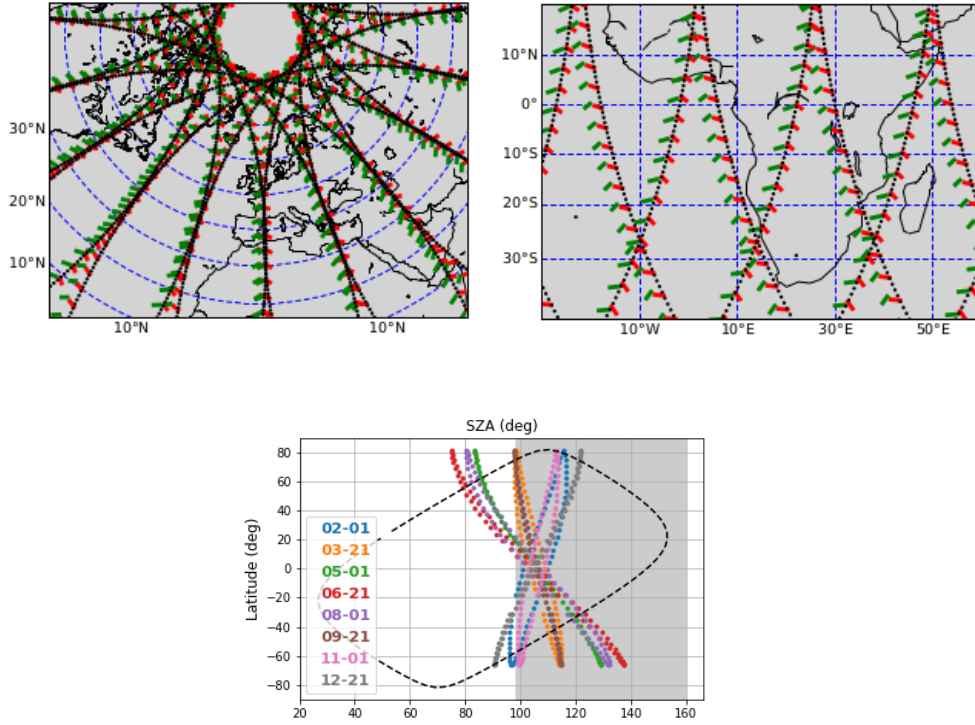 30°N
20°N
10°N
10°N
10°N
10°N
0°
10°S
20°S
30°S
10°W
10°E
30°E
50°E
SZA (deg)
Latitude (deg)
80
60
40
20
0
−20
−40
−60
−80
02-01
03-21
05-01
06-21
08-01
09-21
11-01
12-21
20
40
60
80
100
120
140
160